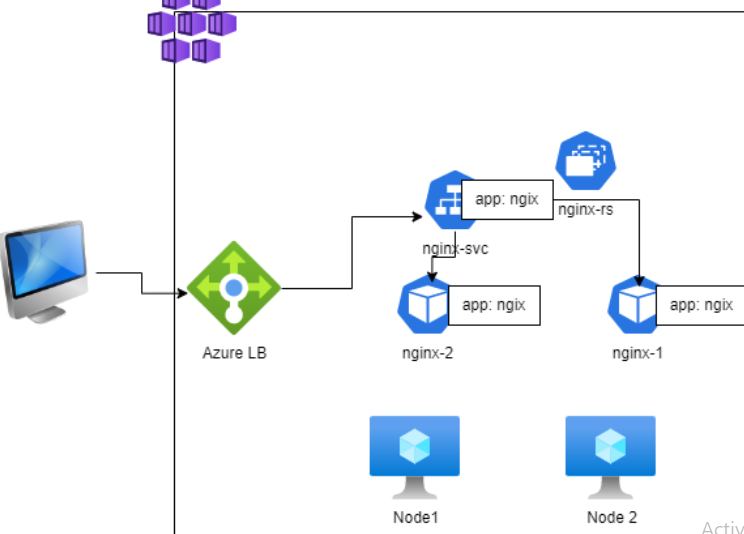 app: ngix
nginx-rs
nginx-svc
app: ngix
app: ngix
Azure LB
nginx-2
nginx-1
Node1
Node 2
Activ